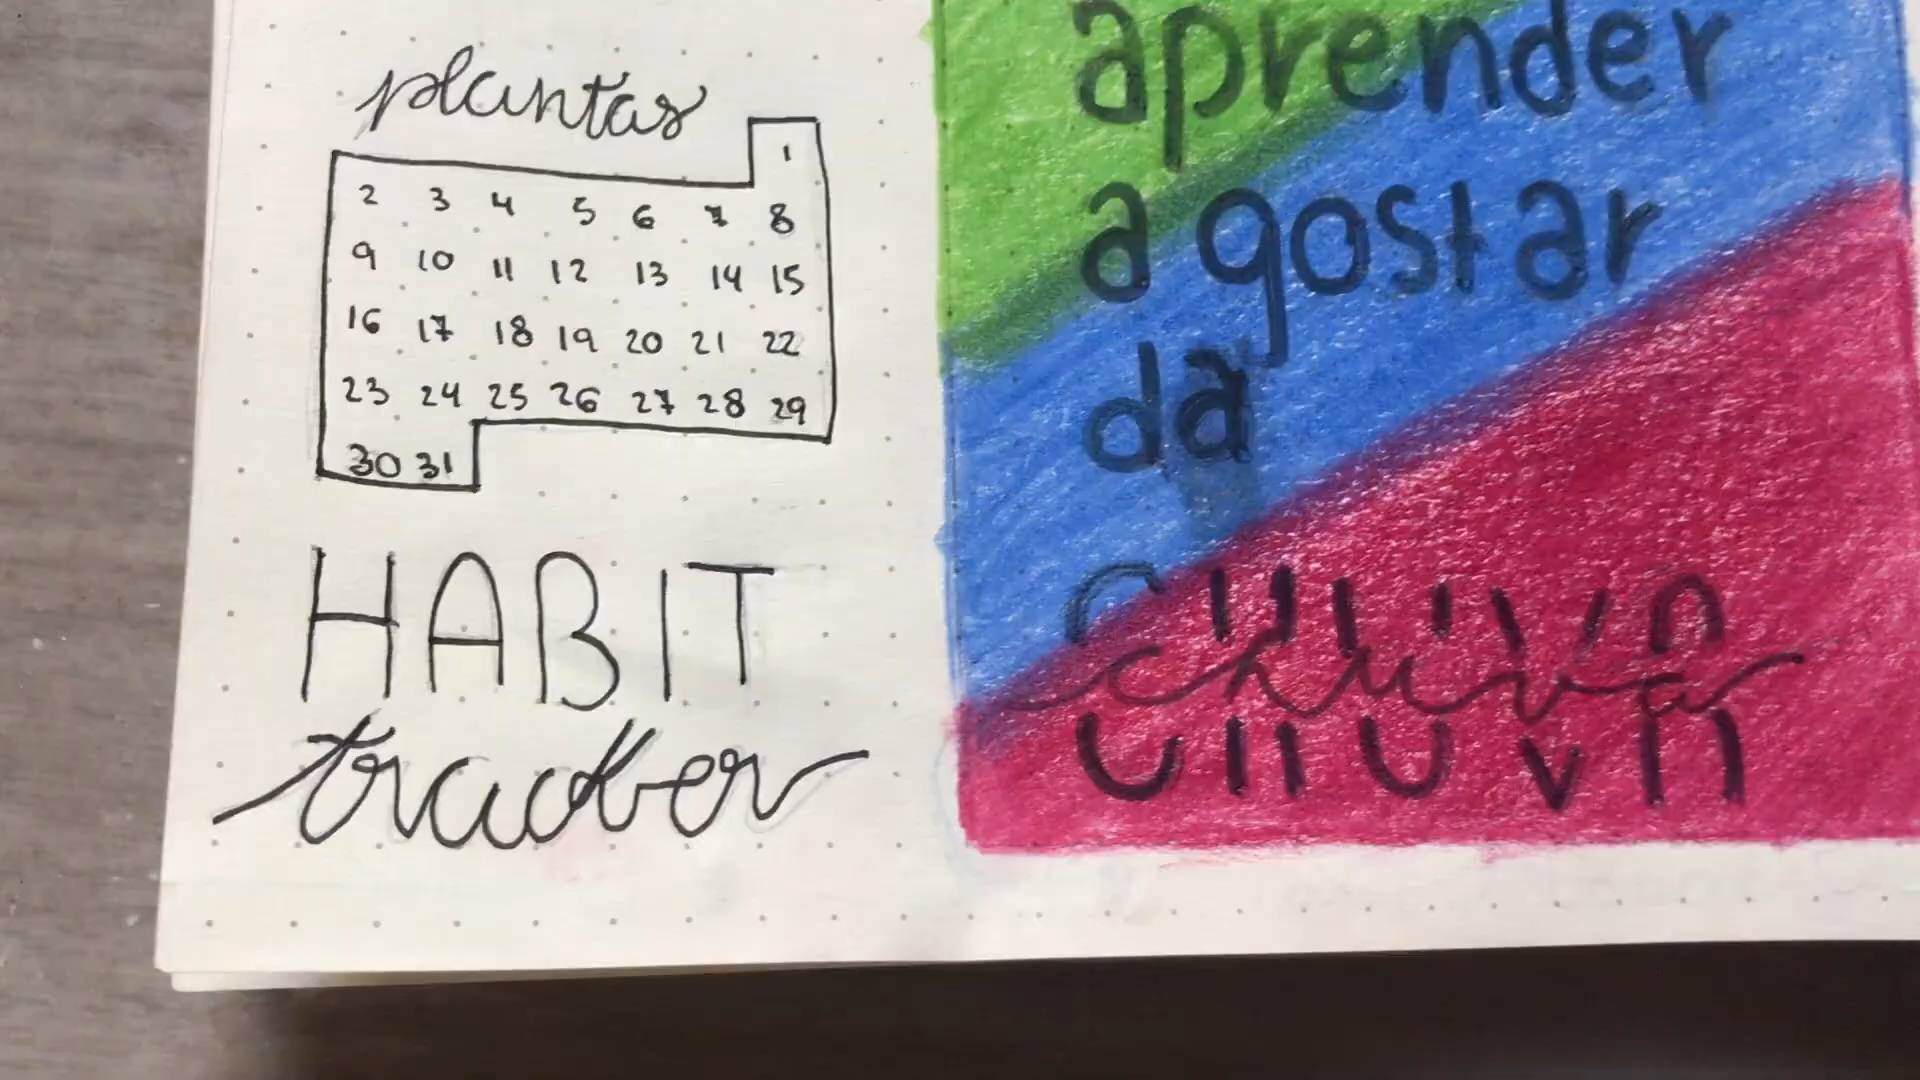 plantas
1
2 3 4 5 6 7 8
9 10 11 12 13 14 15
16 17 18 19 20 21 22
23 24 25 26 27 28 29
30 31
HABIT
tracker
aprender
a gostar
da
CHUVA
chuva